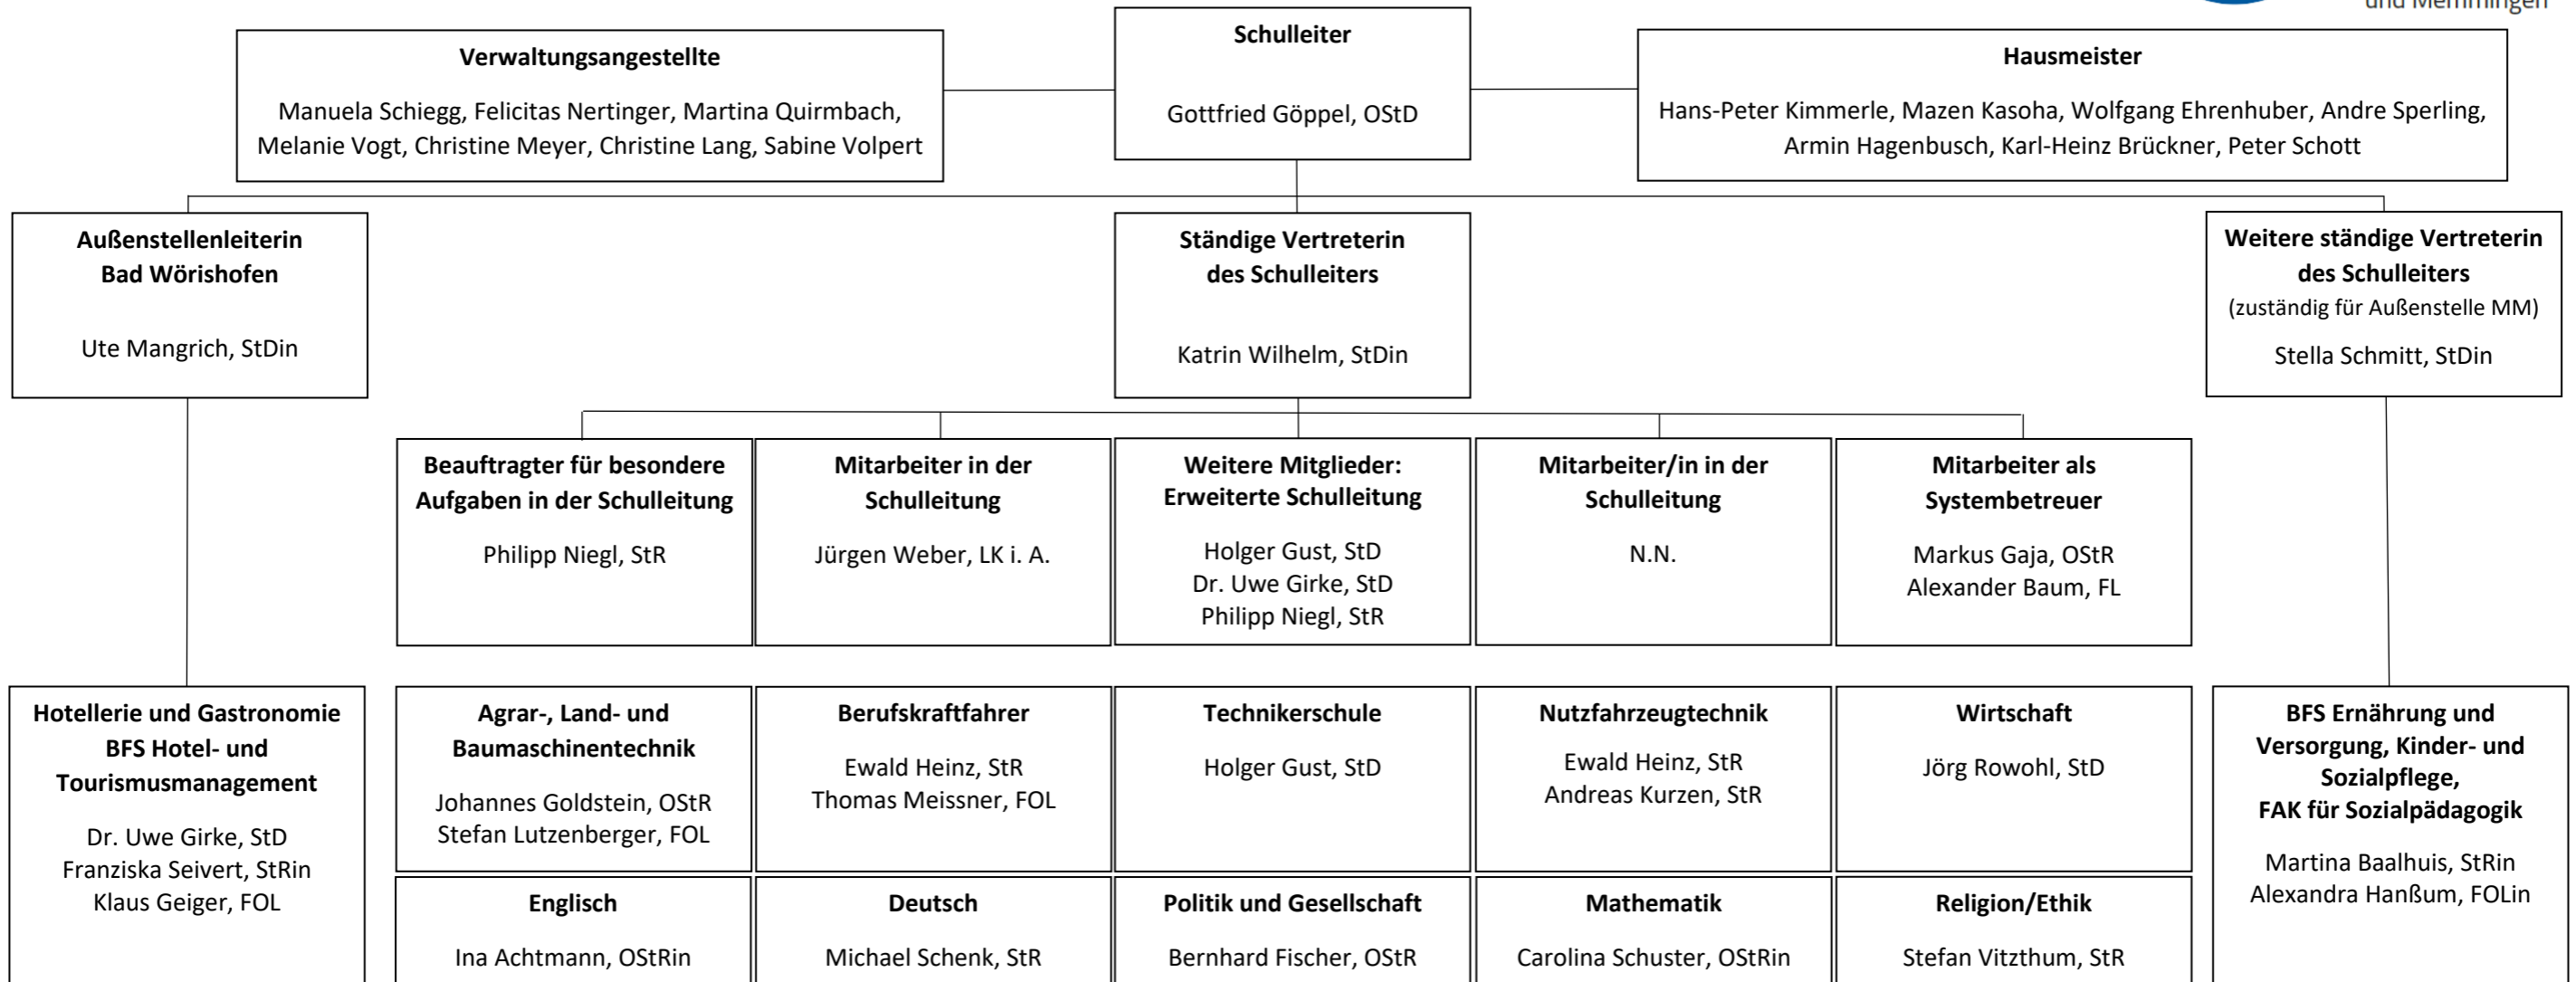 und Memmingen
Verwaltungsangestellte
Manuela Schiegg, Felicitas Nertinger, Martina Quirmbach,
Melanie Vogt, Christine Meyer, Christine Lang, Sabine Volpert
Schulleiter
Gottfried Göppel, OStD
Hausmeister
Hans-Peter Kimmerle, Mazen Kasoha, Wolfgang Ehrenhuber, Andre Sperling,
Armin Hagenbusch, Karl-Heinz Brückner, Peter Schott
Außenstellenleiterin
Bad Wörishofen
Ute Mangrich, StDin
Ständige Vertreterin
des Schulleiters
Katrin Wilhelm, StDin
Weitere ständige Vertreterin
des Schulleiters
(zuständig für Außenstelle MM)
Stella Schmitt, StDin
Beauftragter für besondere
Aufgaben in der Schulleitung
Philipp Niegl, StR
Mitarbeiter in der
Schulleitung
Jürgen Weber, LK i. A.
Weitere Mitglieder:
Erweiterte Schulleitung
Holger Gust, StD
Dr. Uwe Girke, StD
Philipp Niegl, StR
Mitarbeiter/in in der
Schulleitung
N.N.
Mitarbeiter als
Systembetreuer
Markus Gaja, OStR
Alexander Baum, FL
Hotellerie und Gastronomie
BFS Hotel- und
Tourismusmanagement
Dr. Uwe Girke, StD
Franziska Seivert, StRin
Klaus Geiger, FOL
Agrar-, Land- und
Baumaschinentechnik
Johannes Goldstein, OStR
Stefan Lutzenberger, FOL
Berufskraftfahrer
Ewald Heinz, StR
Thomas Meissner, FOL
Technikerschule
Holger Gust, StD
Nutzfahrzeugtechnik
Ewald Heinz, StR
Andreas Kurzen, StR
Wirtschaft
Jörg Rowohl, StD
BFS Ernährung und
Versorgung, Kinder- und
Sozialpflege,
FAK für Sozialpädagogik
Martina Baalhuis, StRin
Alexandra Hanßum, FOLin
Englisch
Ina Achtmann, OStRin
Deutsch
Michael Schenk, StR
Politik und Gesellschaft
Bernhard Fischer, OStR
Mathematik
Carolina Schuster, OStRin
Religion/Ethik
Stefan Vitzthum, StR